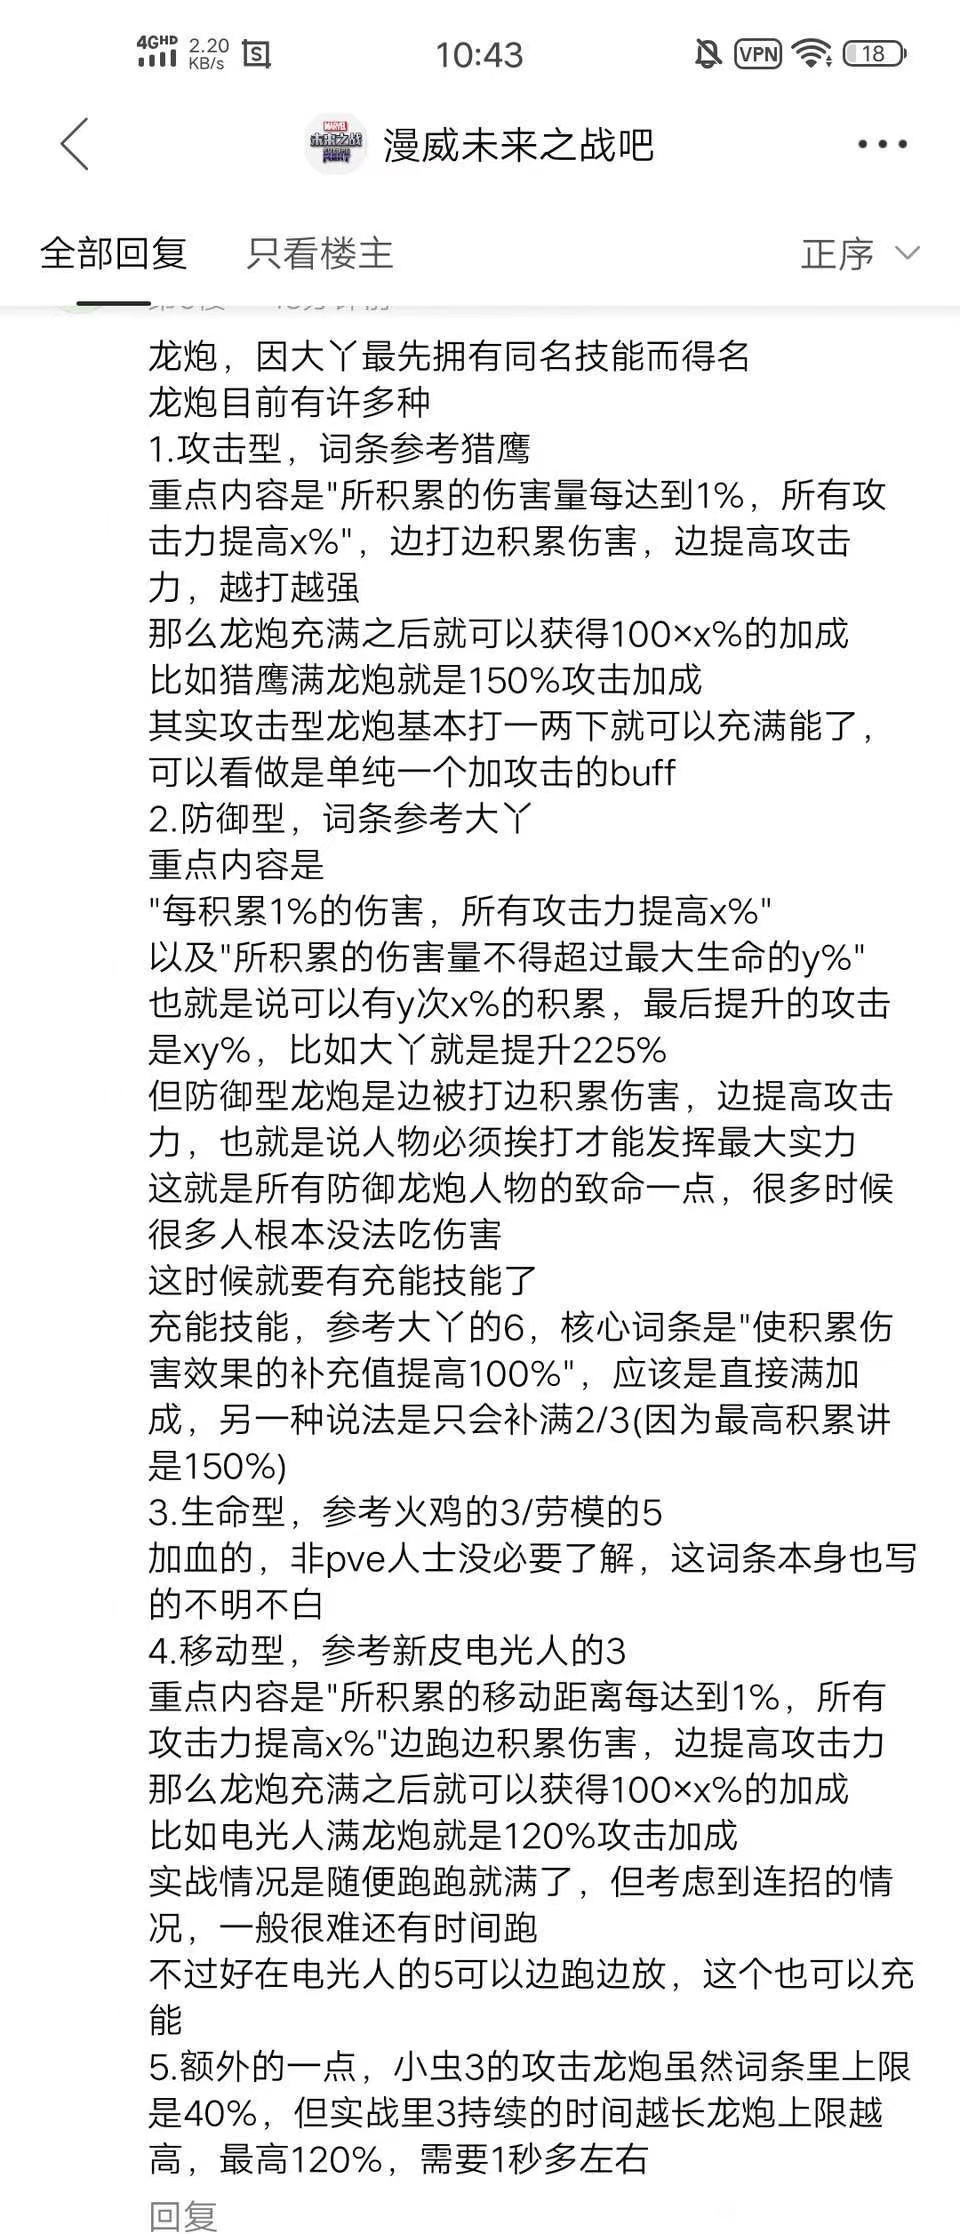 4GHD 2.20 KB/s 10:43 VPN 18
MARVEL 未来之战 漫威未来之战吧
全部回复 只看楼主 正序
龙炮，因大丫最先拥有同名技能而得名
龙炮目前有许多种
1.攻击型，词条参考猎鹰
重点内容是"所积累的伤害量每达到1%，所有攻
击力提高x%"，边打边积累伤害，边提高攻击
力，越打越强
那么龙炮充满之后就可以获得100×x%的加成
比如猎鹰满龙炮就是150%攻击加成
其实攻击型龙炮基本打一两下就可以充满能了，
可以看做是单纯一个加攻击的buff
2.防御型，词条参考大丫
重点内容是
"每积累1%的伤害，所有攻击力提高x%"
以及"所积累的伤害量不得超过最大生命的y%"
也就是说可以有y次x%的积累，最后提升的攻击
是xy%，比如大丫就是提升225%
但防御型龙炮是边被打边积累伤害，边提高攻击
力，也就是说人物必须挨打才能发挥最大实力
这就是所有防御龙炮人物的致命一点，很多时候
很多人根本没法吃伤害
这时候就要有充能技能了
充能技能，参考大丫的6，核心词条是"使积累伤
害效果的补充值提高100%"，应该是直接满加
成，另一种说法是只会补满2/3(因为最高积累讲
是150%)
3.生命型，参考火鸡的3/劳模的5
加血的，非pve人士没必要了解，这词条本身也写
的不明不白
4.移动型，参考新皮电光人的3
重点内容是"所积累的移动距离每达到1%，所有
攻击力提高x%"边跑边积累伤害，边提高攻击力
那么龙炮充满之后就可以获得100×x%的加成
比如电光人满龙炮就是120%攻击加成
实战情况是随便跑跑就满了，但考虑到连招的情
况，一般很难还有时间跑
不过好在电光人的5可以边跑边放，这个也可以充
能
5.额外的一点，小虫3的攻击龙炮虽然词条里上限
是40%，但实战里3持续的时间越长龙炮上限越
高，最高120%，需要1秒多左右
回复